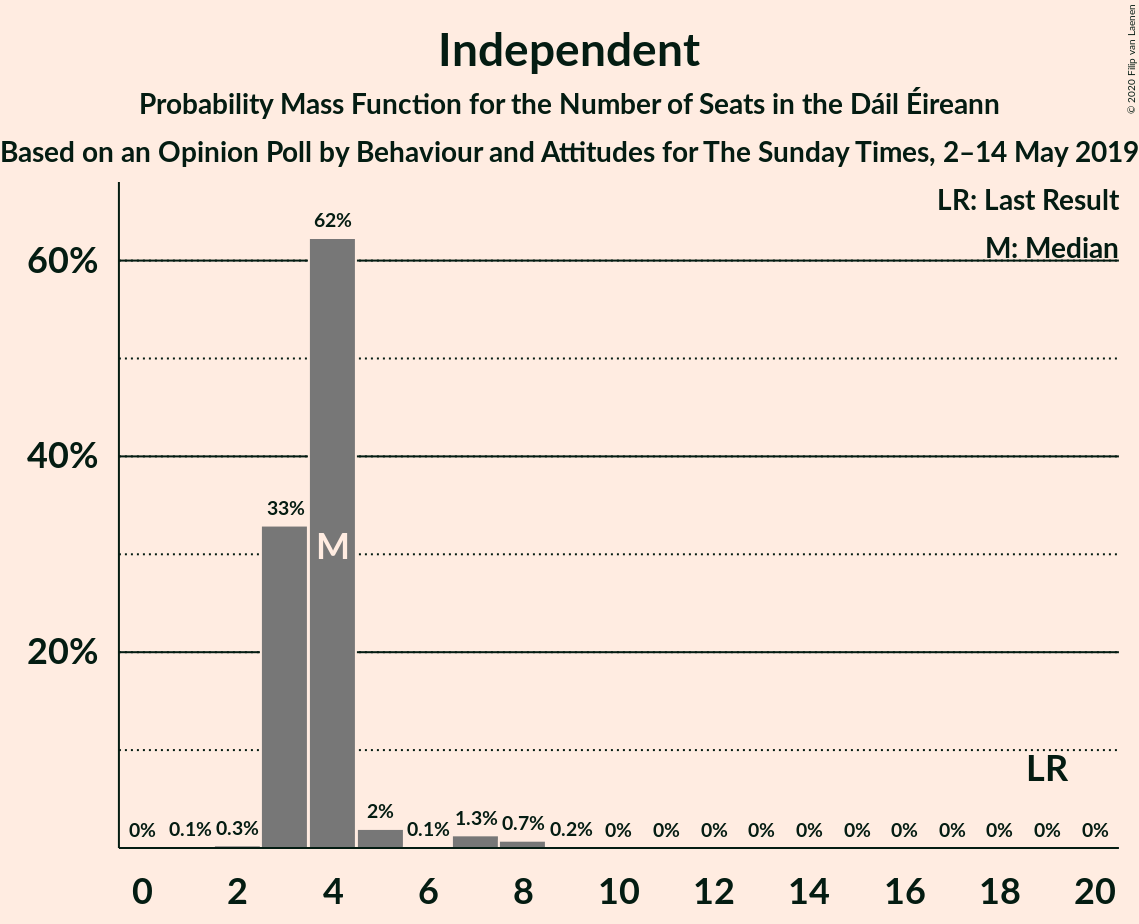 Independent
Probability Mass Function for the Number of Seats in the Dáil Éireann
Based on an Opinion Poll by Behaviour and Attitudes for The Sunday Times, 2–14 May 2019
© 2020 Filip van Laenen
LR: Last Result
M: Median
60%
40%
20%
0% 0.1% 0.3% 33% 62% 2% 0.1% 1.3% 0.7% 0.2% 0% 0% 0% 0% 0% 0% 0% 0% 0% 0% 0%
M
LR
0 2 4 6 8 10 12 14 16 18 20